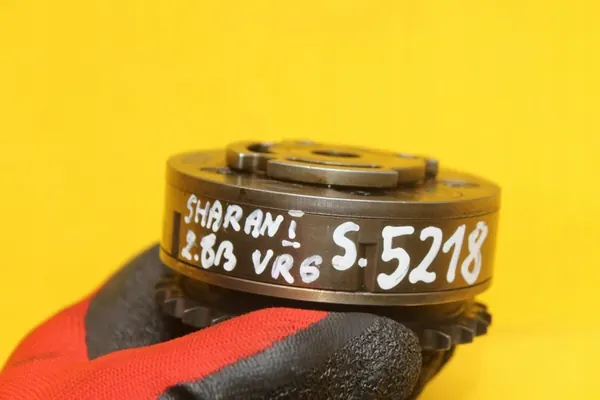 SHARAN I
2.8B VR6
S. 5218